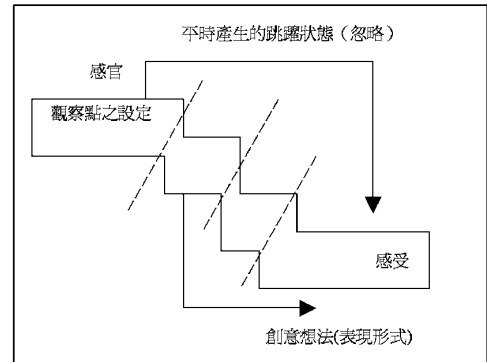 平時產生的跳躍狀態（忽略）
感官
觀察點之設定
感受
創意想法(表現形式)